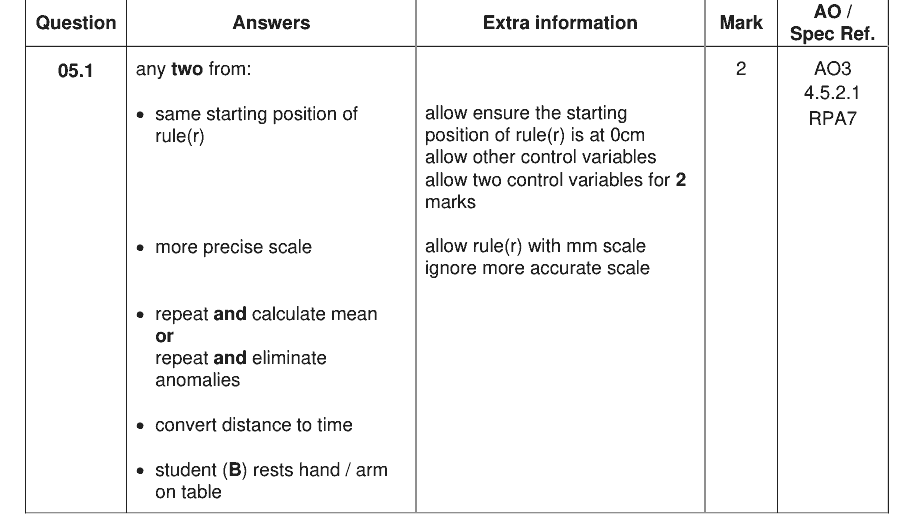 Question Answers Extra information Mark AO /
Spec Ref.
05.1 any two from: 2 AO3
4.5.2.1
RPA7
• same starting position of
rule(r)
allow ensure the starting
position of rule(r) is at 0cm
allow other control variables
allow two control variables for 2
marks
• more precise scale
allow rule(r) with mm scale
ignore more accurate scale
• repeat and calculate mean
or
repeat and eliminate
anomalies
• convert distance to time
• student (B) rests hand / arm
on table